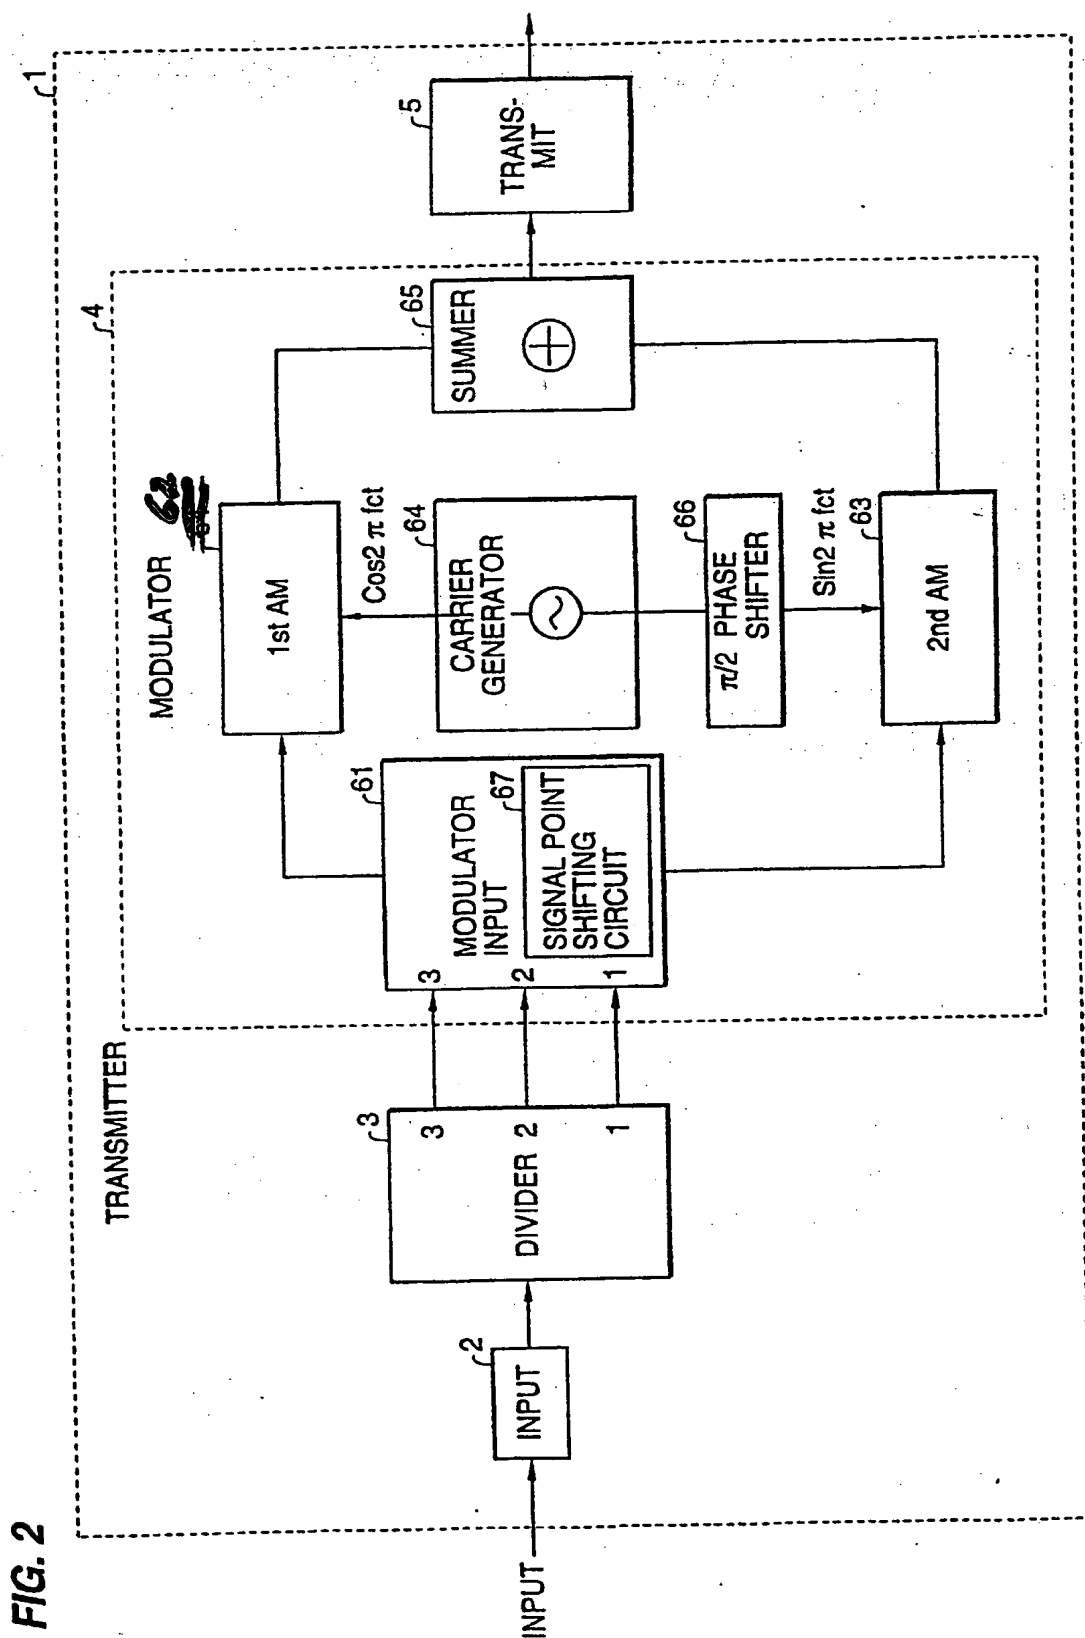 FIG. 2
1
TRANSMITTER
4
MODULATOR
INPUT
2
INPUT
3
DIVIDER
3
2
1
61
MODULATOR
INPUT
3
2
1
67
SIGNAL POINT
SHIFTING
CIRCUIT
62
1st AM
Cos2 π fct
64
CARRIER
GENERATOR
66
π/2 PHASE
SHIFTER
Sin2 π fct
63
2nd AM
65
SUMMER
5
TRANS-
MIT